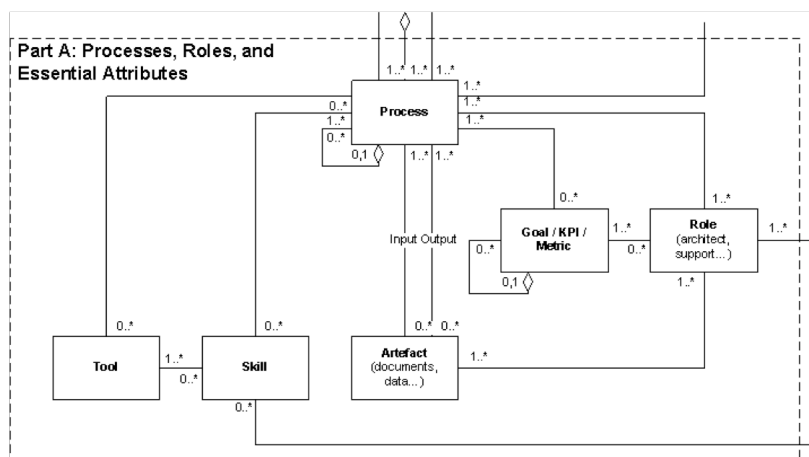 Part A: Processes, Roles, and
Essential Attributes
1..* 1..* 1..*
1..*
0..* 1..*
Process
1..* 1..*
0..*
0,1 1..* 1..*
0..* 1..*
Input Output
Goal / KPI /
Metric
1..*
Role
(architect,
support...)
1..*
0..* 0..*
0,1 1..*
0..* 0..* 0..* 0..*
Tool
1..*
0..*
Skill
Artefact
(documents,
data...)
1..*
0..*